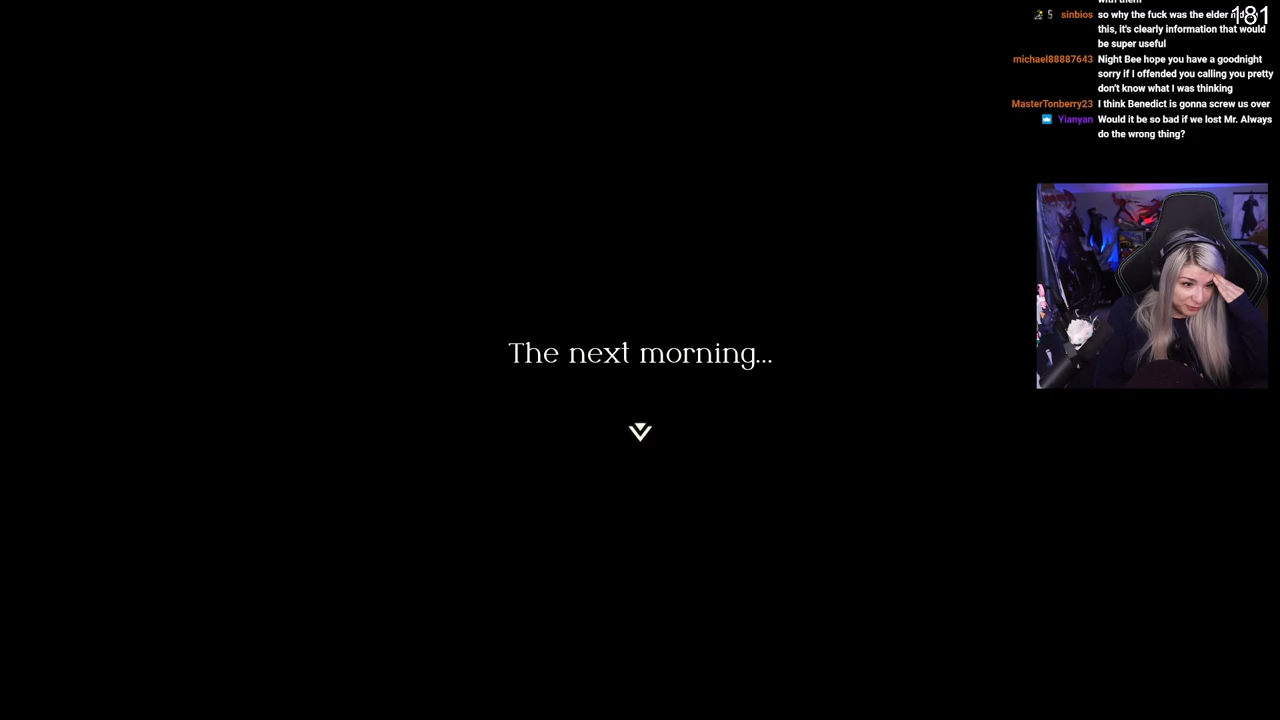 with them
sinbios so why the fuck was the elder
181
this, it's clearly information that would
be super useful
michael88887643 Night Bee hope you have a goodnight
sorry if I offended you calling you pretty
don't know what I was thinking
MasterTonberry23 I think Benedict is gonna screw us over
Yianyan Would it be so bad if we lost Mr. Always
do the wrong thing?
The next morning...